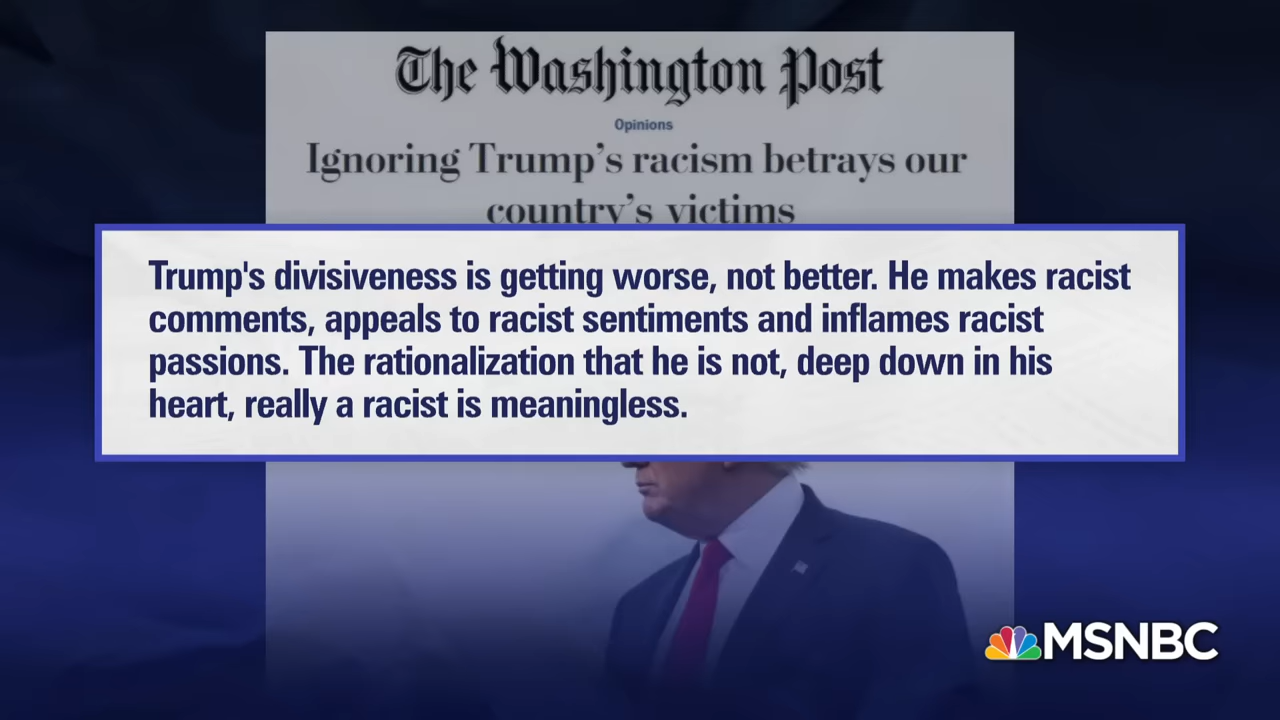 The Washington Post
Opinions
Ignoring Trump's racism betrays our
country's victims
Trump's divisiveness is getting worse, not better. He makes racist
comments, appeals to racist sentiments and inflames racist
passions. The rationalization that he is not, deep down in his
heart, really a racist is meaningless.
MSNBC